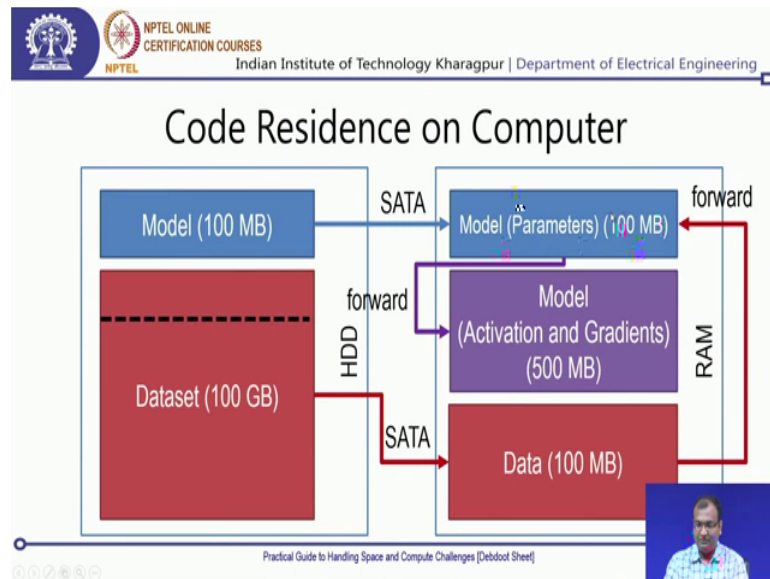 NPTEL ONLINE
CERTIFICATION COURSES
NPTEL
Indian Institute of Technology Kharagpur | Department of Electrical Engineering
Code Residence on Computer
Model (100 MB)
SATA
Model (Parameters) (100 MB)
forward
forward
Model
(Activation and Gradients)
(500 MB)
HDD
RAM
Dataset (100 GB)
SATA
Data (100 MB)
Practical Guide to Handling Space and Compute Challenges [Debdoot Sheet]